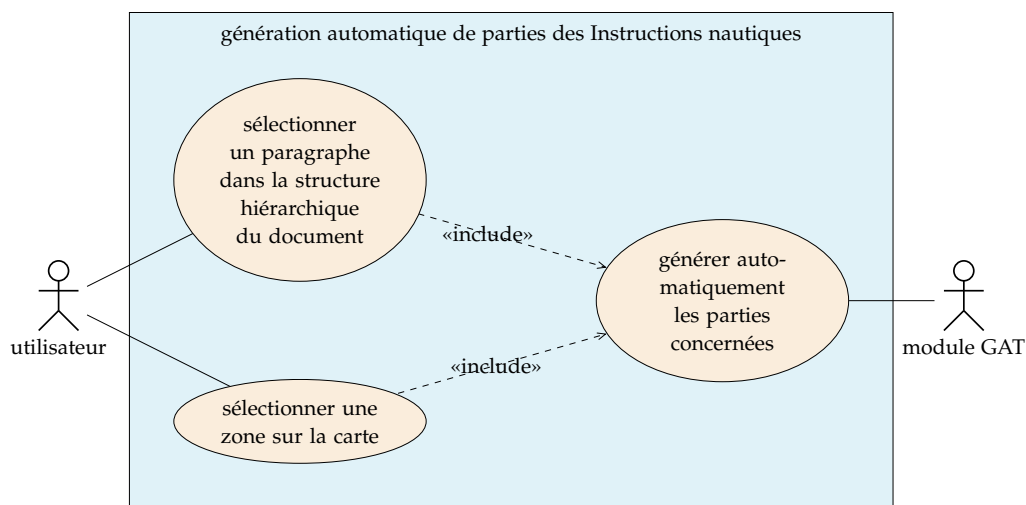 génération automatique de parties des Instructions nautiques
sélectionner
un paragraphe
dans la structure
hiérarchique
du document
«include»
générer auto-
matiquement
les parties
concernées
utilisateur
module GAT
«include»
sélectionner une
zone sur la carte